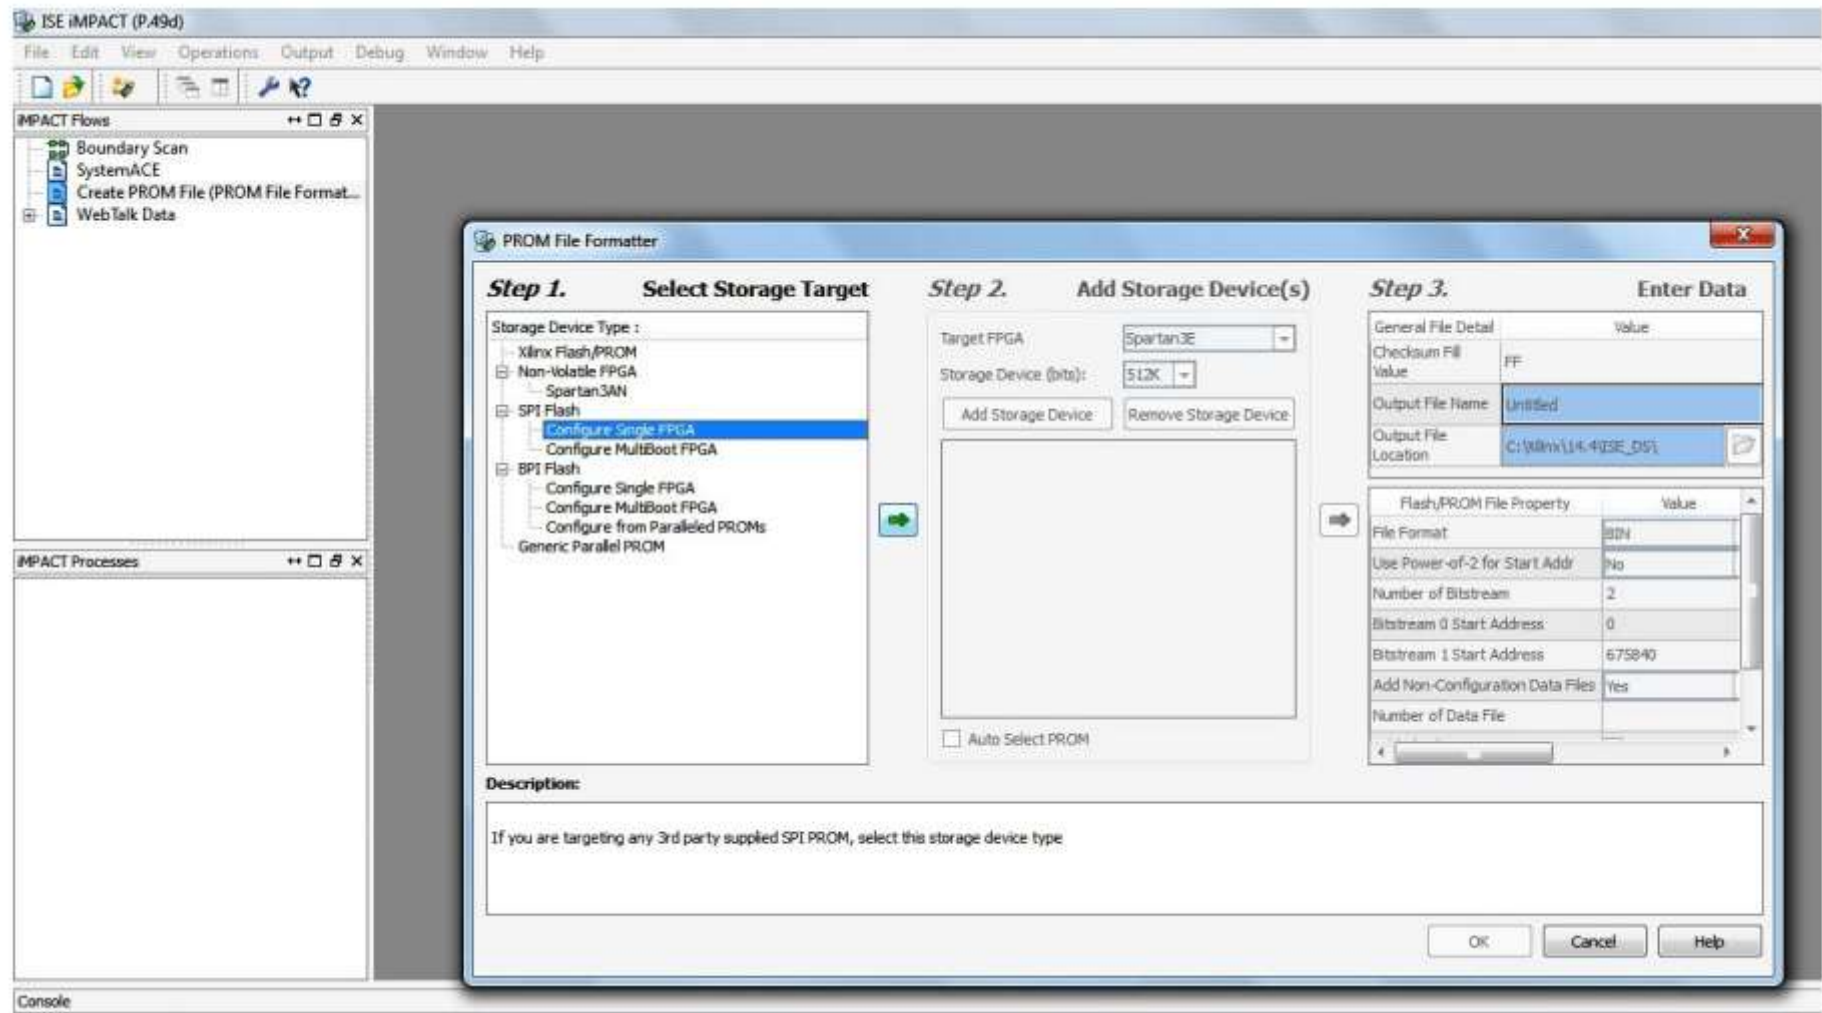 ISE iMPACT (P.49d)
File Edit View Operations Output Debug Window Help
iMPACT Flows
Boundary Scan
SystemACE
Create PROM File (PROM File Format...
WebTalk Data
iMPACT Processes
Console
PROM File Formatter
Step 1. Select Storage Target
Storage Device Type :
Xilinx Flash/PROM
Non-Volatile FPGA
Spartan3AN
SPI Flash
Configure Single FPGA
Configure MultiBoot FPGA
BPI Flash
Configure Single FPGA
Configure MultiBoot FPGA
Configure from Paralleled PROMs
Generic Parallel PROM
Step 2. Add Storage Device(s)
Target FPGA Spartan3E
Storage Device (bits): 512K
Add Storage Device Remove Storage Device
Auto Select PROM
Step 3. Enter Data
General File Detail Value
Checksum Fill
Value FF
Output File Name Untitled
Output File
Location C:\Xilinx\14.4\ISE_DS\
Flash/PROM File Property Value
File Format BIN
Use Power-of-2 for Start Addr No
Number of Bitstream 2
Bitstream 0 Start Address 0
Bitstream 1 Start Address 675840
Add Non-Configuration Data Files Yes
Number of Data File
Description:
If you are targeting any 3rd party supplied SPI PROM, select this storage device type
OK Cancel Help